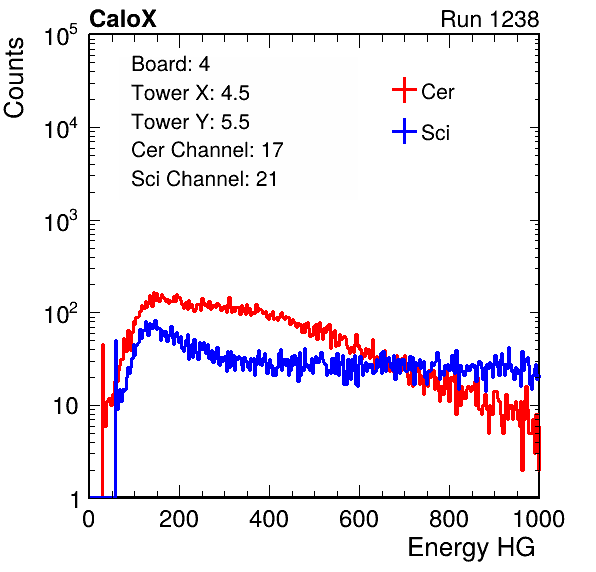 CaloX Run 1238
Counts
Board: 4
Tower X: 4.5
Tower Y: 5.5
Cer Channel: 17
Sci Channel: 21
Cer
Sci
10^5
10^4
10^3
10^2
10
1
0 200 400 600 800 1000
Energy HG